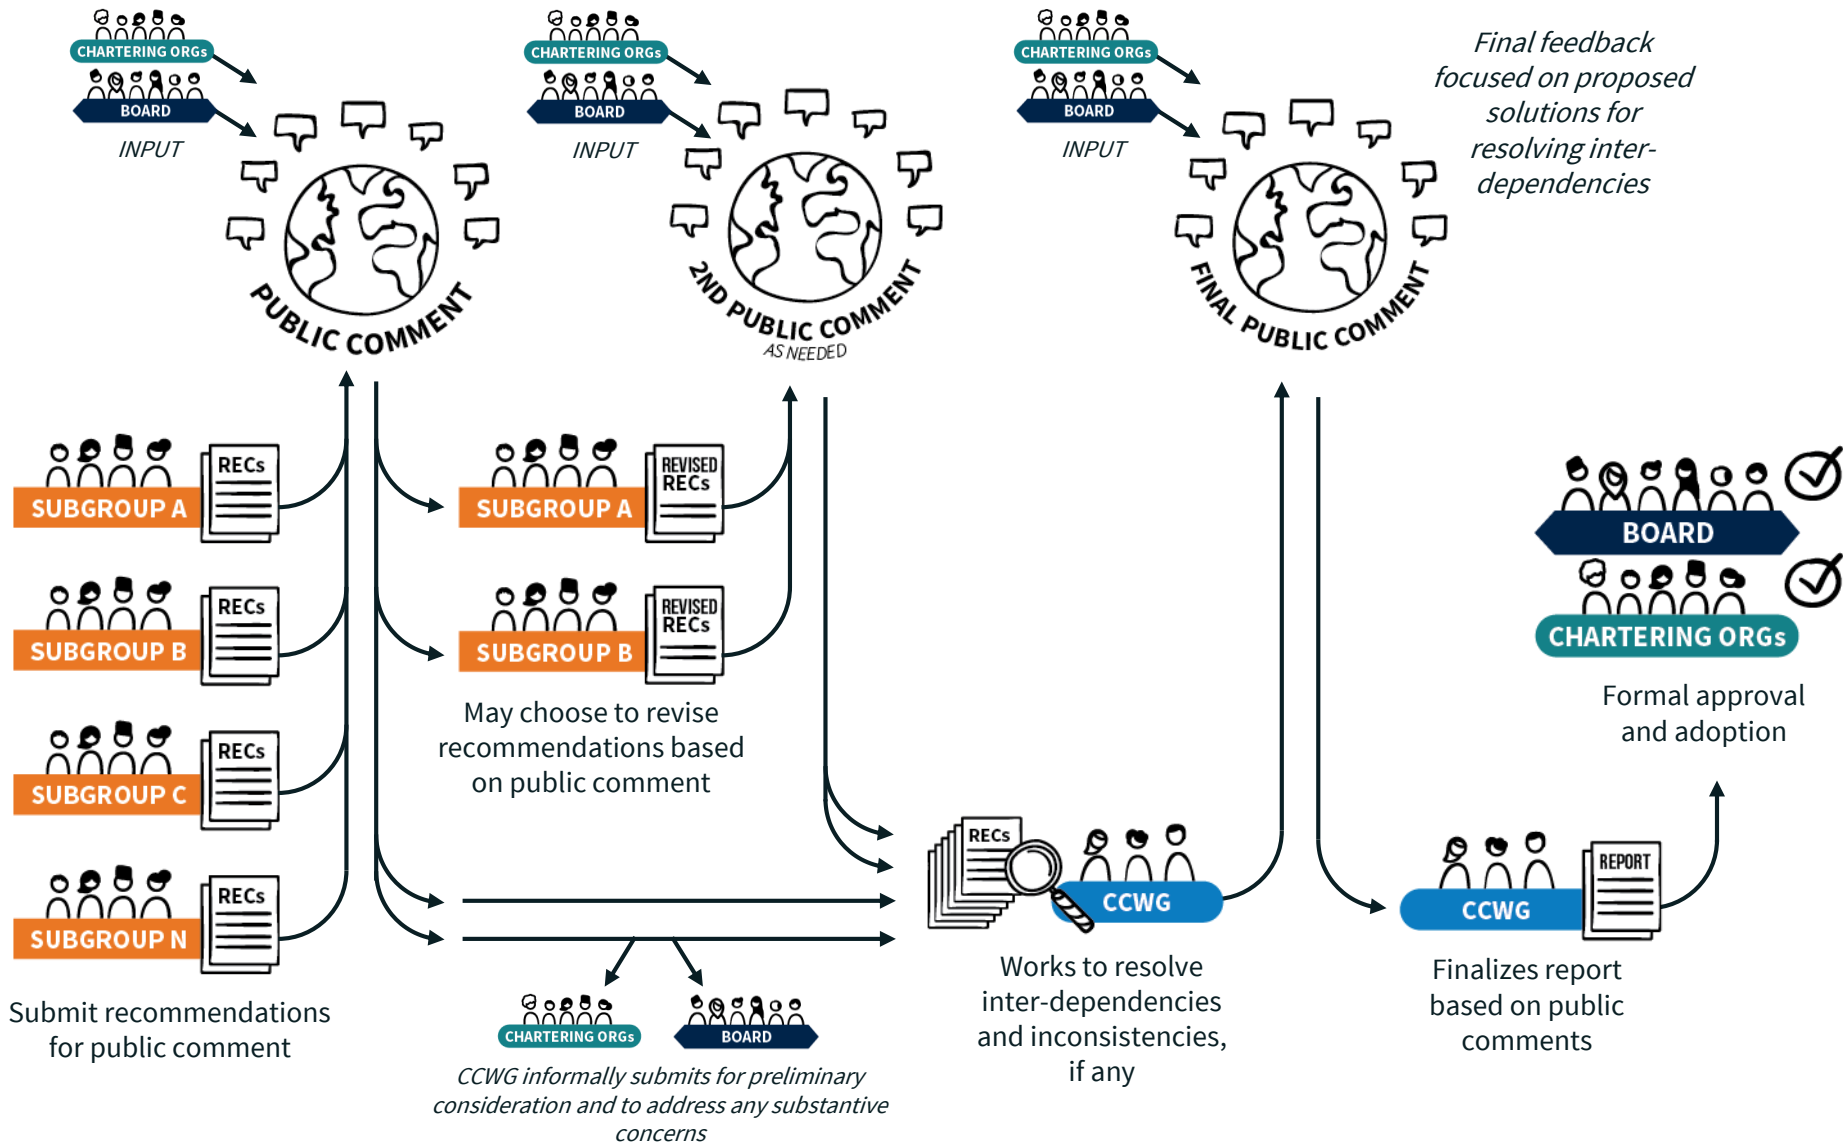 CHARTERING ORGs
BOARD
INPUT
PUBLIC COMMENT
CHARTERING ORGs
BOARD
INPUT
2ND PUBLIC COMMENT
AS NEEDED
CHARTERING ORGs
BOARD
INPUT
FINAL PUBLIC COMMENT
Final feedback
focused on proposed
solutions for
resolving inter-
dependencies
RECs
SUBGROUP A
RECs
SUBGROUP B
RECs
SUBGROUP C
RECs
SUBGROUP N
Submit recommendations
for public comment
REVISED
RECs
SUBGROUP A
REVISED
RECs
SUBGROUP B
May choose to revise
recommendations based
on public comment
CHARTERING ORGs
BOARD
CCWG informally submits for preliminary
consideration and to address any substantive
concerns
RECs
CCWG
Works to resolve
inter-dependencies
and inconsistencies,
if any
REPORT
CCWG
Finalizes report
based on public
comments
BOARD
CHARTERING ORGs
Formal approval
and adoption